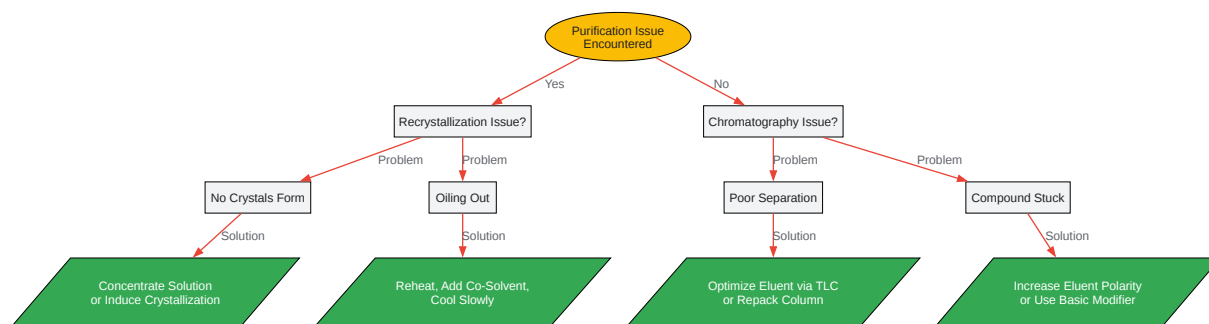 Purification Issue
Encountered
Yes
No
Recrystallization Issue?
Chromatography Issue?
Problem
Problem
Problem
Problem
No Crystals Form
Oiling Out
Poor Separation
Compound Stuck
Solution
Solution
Solution
Solution
Concentrate Solution
or Induce Crystallization
Reheat, Add Co-Solvent,
Cool Slowly
Optimize Eluent via TLC
or Repack Column
Increase Eluent Polarity
or Use Basic Modifier